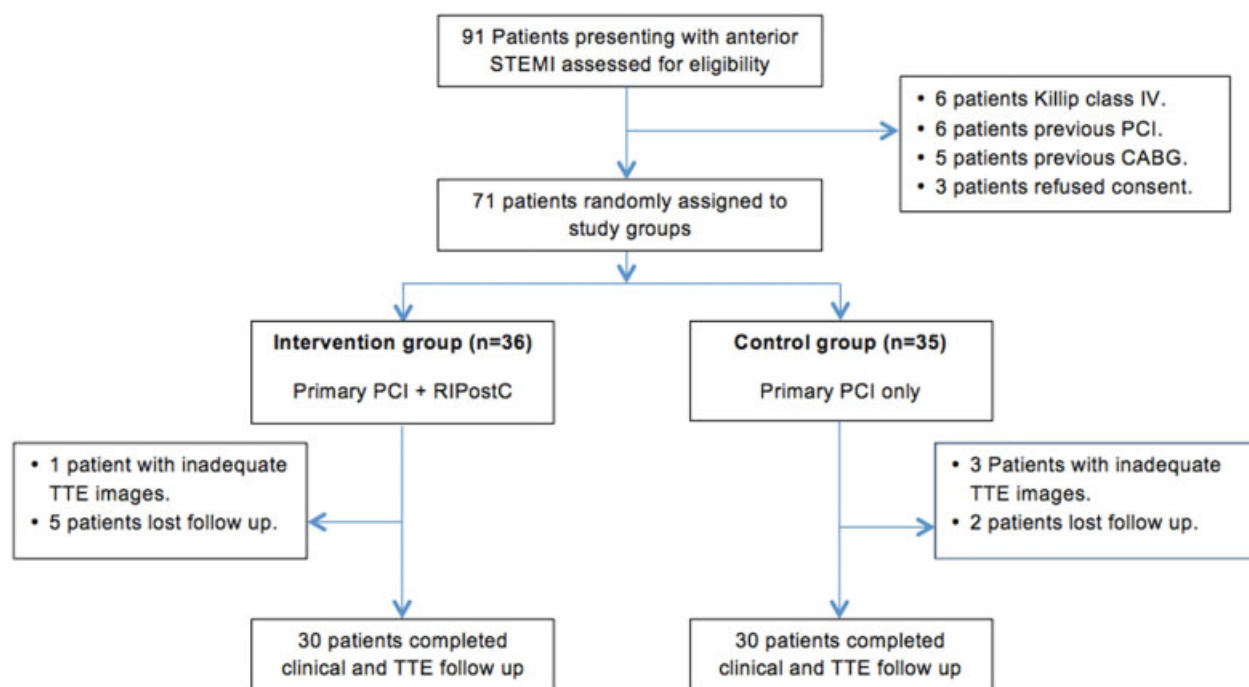 91 Patients presenting with anterior
STEMI assessed for eligibility
• 6 patients Killip class IV.
• 6 patients previous PCI.
• 5 patients previous CABG.
• 3 patients refused consent.
71 patients randomly assigned to
study groups
Intervention group (n=36)
Primary PCI + RIPostC
Control group (n=35)
Primary PCI only
• 1 patient with inadequate
TTE images.
• 5 patients lost follow up.
• 3 Patients with inadequate
TTE images.
• 2 patients lost follow up.
30 patients completed
clinical and TTE follow up
30 patients completed
clinical and TTE follow up